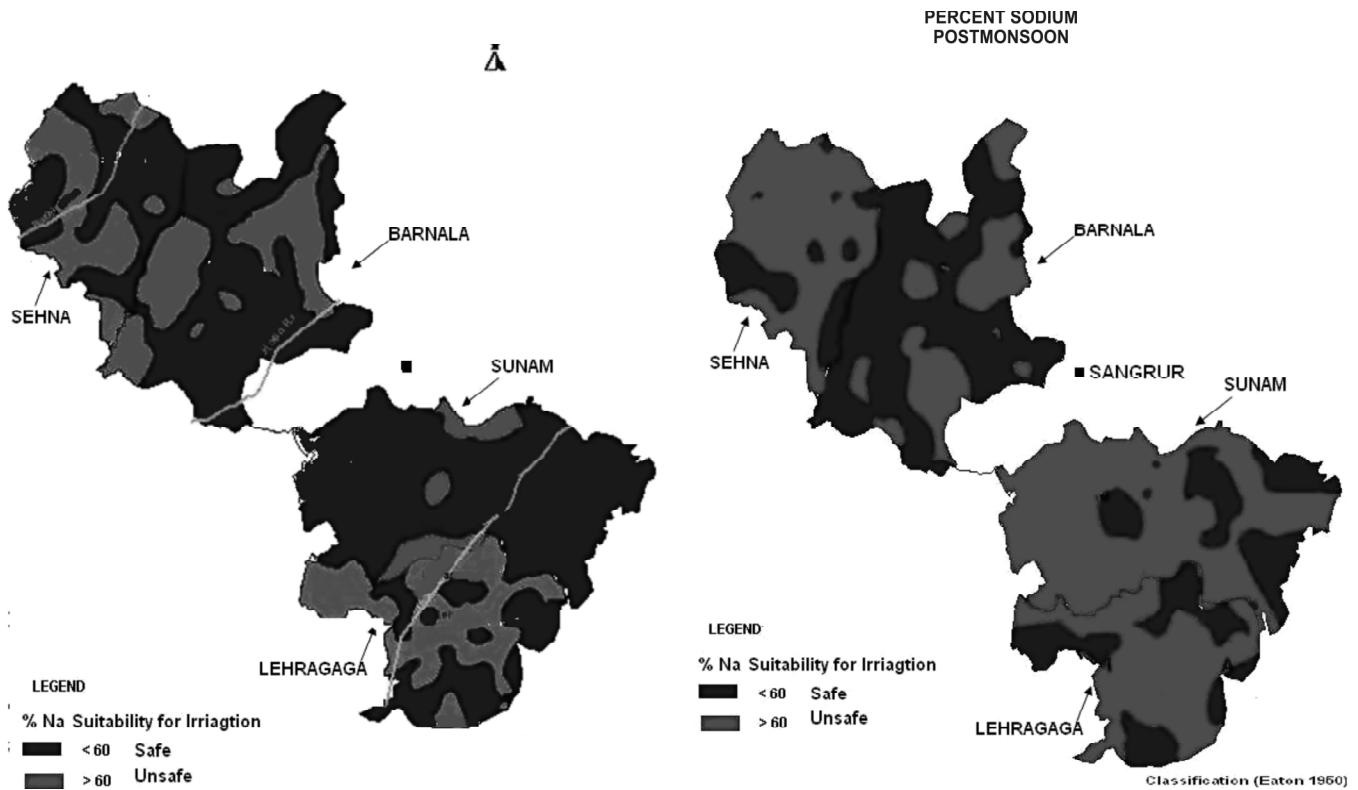 PERCENT SODIUM
POSTMONSOON
BARNALA
SEHNA
SUNAM
LEHRAGAGA
LEGEND
% Na Suitability for Irriagtion
< 60 Safe
> 60 Unsafe
BARNALA
SEHNA
SANGRUR
SUNAM
LEHRAGAGA
LEGEND
% Na Suitability for Irriagtion
< 60 Safe
> 60 Unsafe
Classification (Eaton 1950)